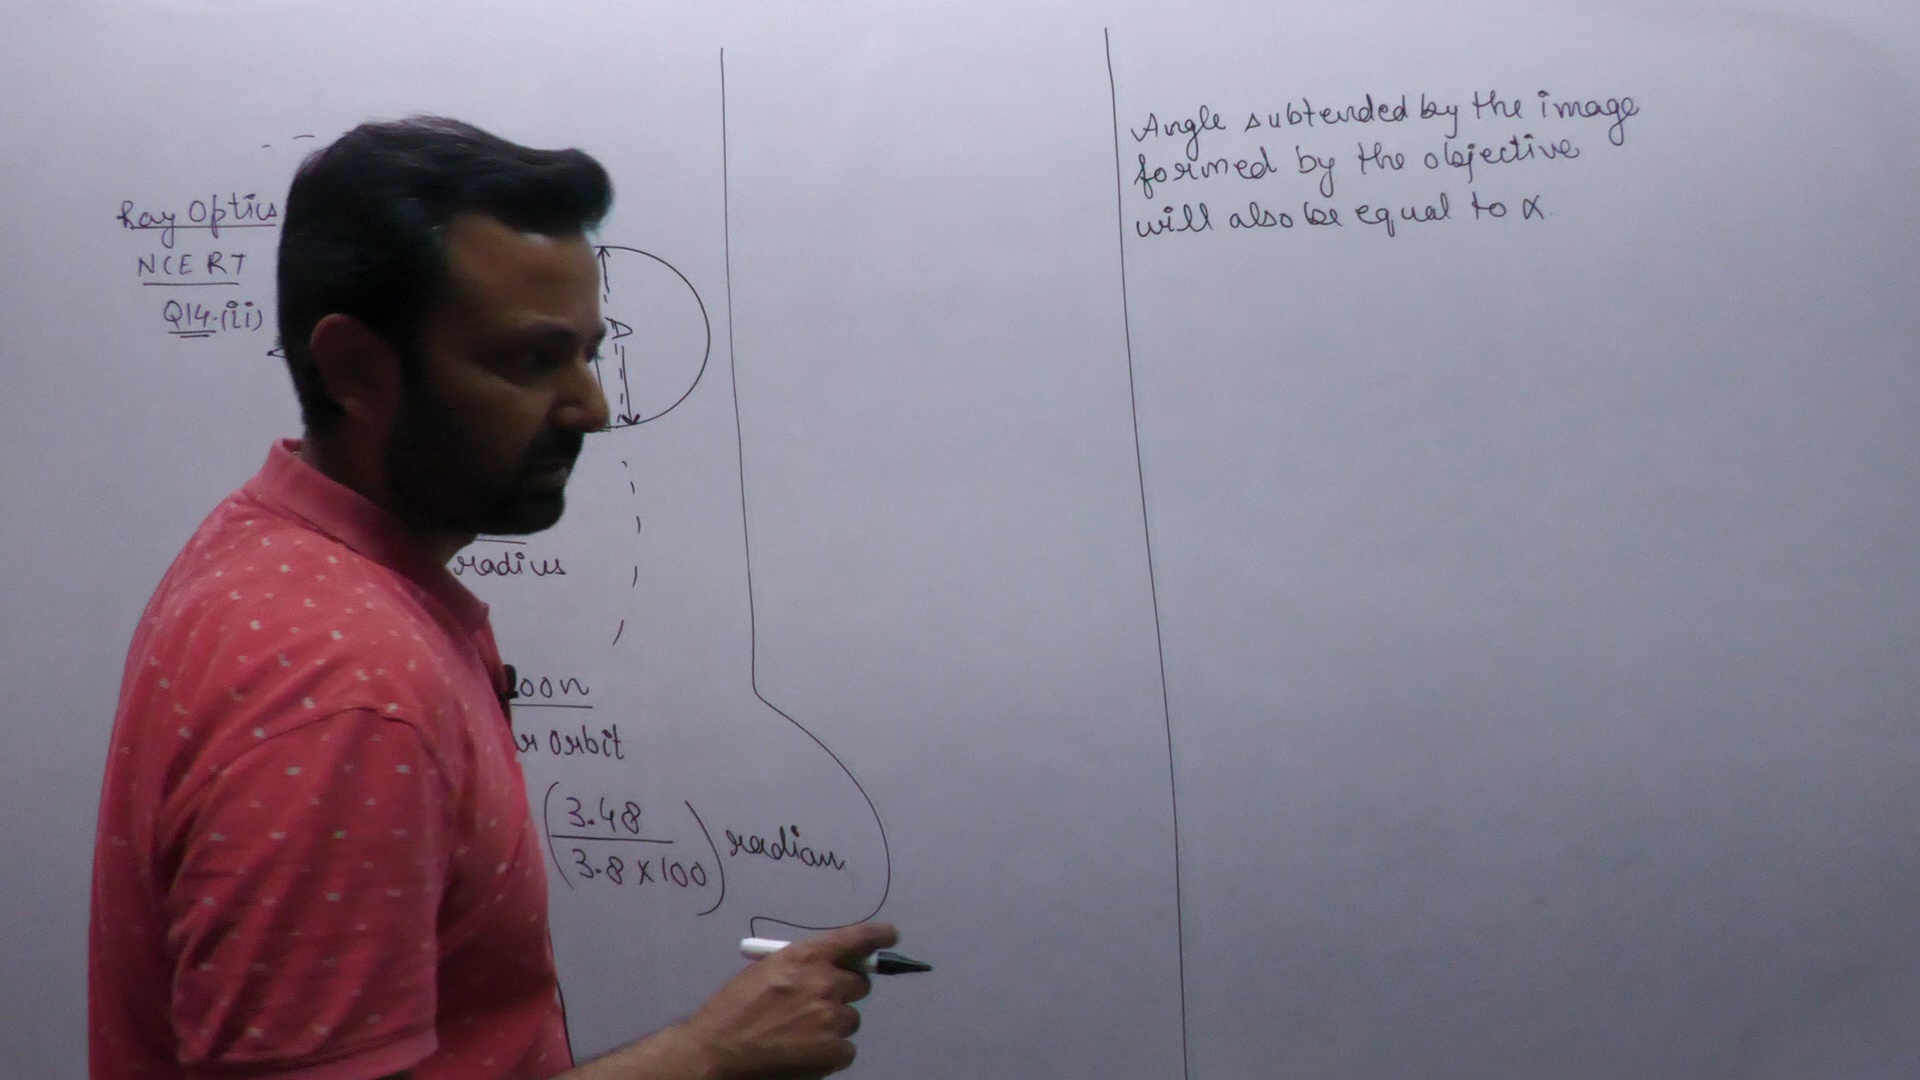 Ray Optics
NCERT
Q14.(ii)
D
radius
oon
r orbit
(3.48
3.8 × 100) radian
Angle subtended by the image
formed by the objective
will also be equal to α.